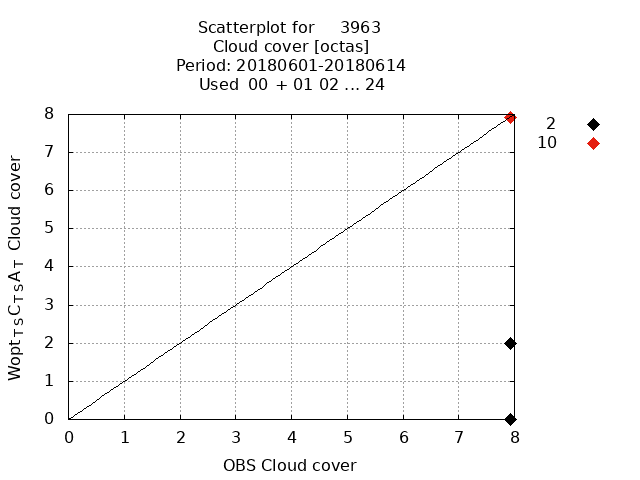 Scatterplot for 3963
Cloud cover [octas]
Period: 20180601-20180614
Used 00 + 01 02 ... 24
8
7
6
5
4
3
2
1
0
0 1 2 3 4 5 6 7 8
OBS Cloud cover
Wopt_TSC_TSA_T Cloud cover
2
10